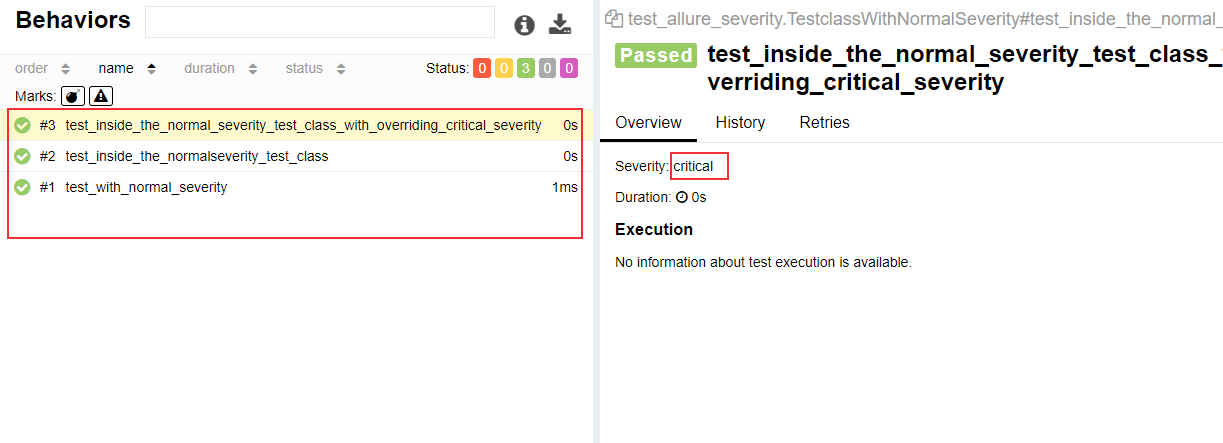 Behaviors
order name duration status Status: 0 0 3 0 0
Marks:
#3 test_inside_the_normal_severity_test_class_with_overriding_critical_severity 0s
#2 test_inside_the_normalseverity_test_class 0s
#1 test_with_normal_severity 1ms
test_allure_severity.TestclassWithNormalSeverity#test_inside_the_normal_
Passed test_inside_the_normal_severity_test_class_
verriding_critical_severity
Overview History Retries
Severity: critical
Duration: 0s
Execution
No information about test execution is available.